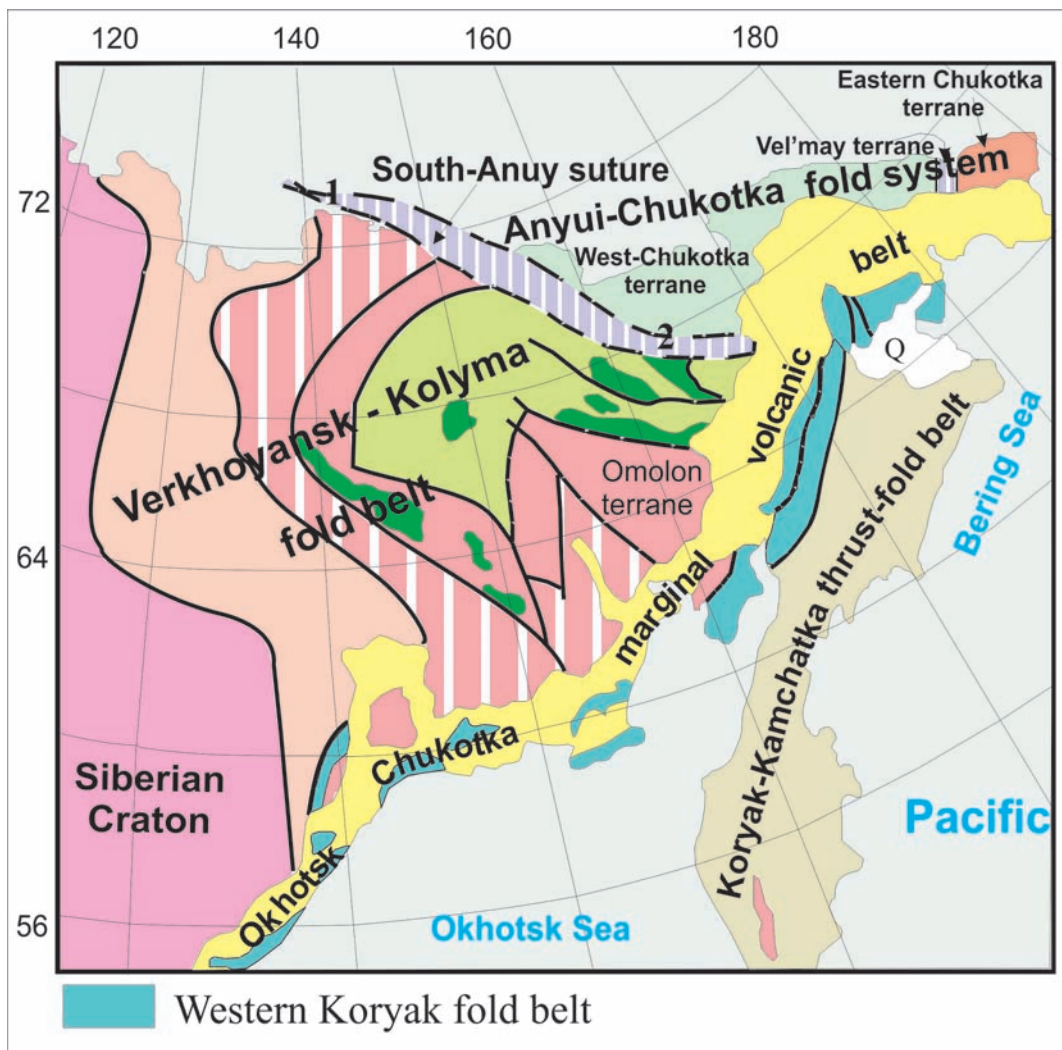 120
140
160
180
Eastern Chukotka
terrane
Vel'may terrane
South-Anuy suture
1
72
Anyui-Chukotka fold system
West-Chukotka
terrane
belt
2
Q
Verkhoyansk - Kolyma
fold belt
volcanic
Omolon
terrane
Bering Sea
64
marginal
Koryak-Kamchatka thrust-fold belt
Chukotka
Siberian
Craton
Pacific
Okhotsk
56
Okhotsk Sea
Western Koryak fold belt